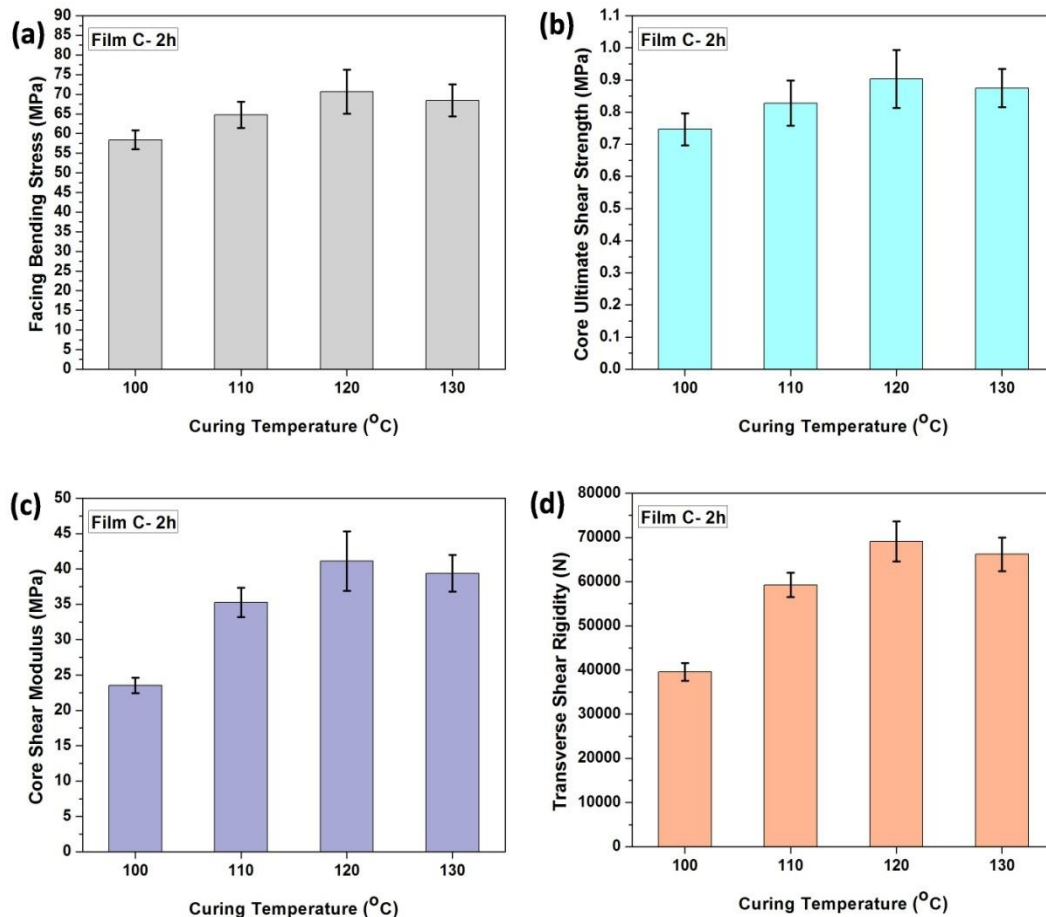 (a)
Film C- 2h
Facing Bending Stress (MPa)
90
85
80
75
70
65
60
55
50
45
40
35
30
25
20
15
10
5
0
100 110 120 130
Curing Temperature (°C)
(b)
Film C- 2h
Core Ultimate Shear Strength (MPa)
1.1
1.0
0.9
0.8
0.7
0.6
0.5
0.4
0.3
0.2
0.1
0.0
100 110 120 130
Curing Temperature (°C)
(c)
Film C- 2h
Core Shear Modulus (MPa)
50
45
40
35
30
25
20
15
10
5
0
100 110 120 130
Curing Temperature (°C)
(d)
Film C- 2h
Transverse Shear Rigidity (N)
80000
70000
60000
50000
40000
30000
20000
10000
0
100 110 120 130
Curing Temperature (°C)